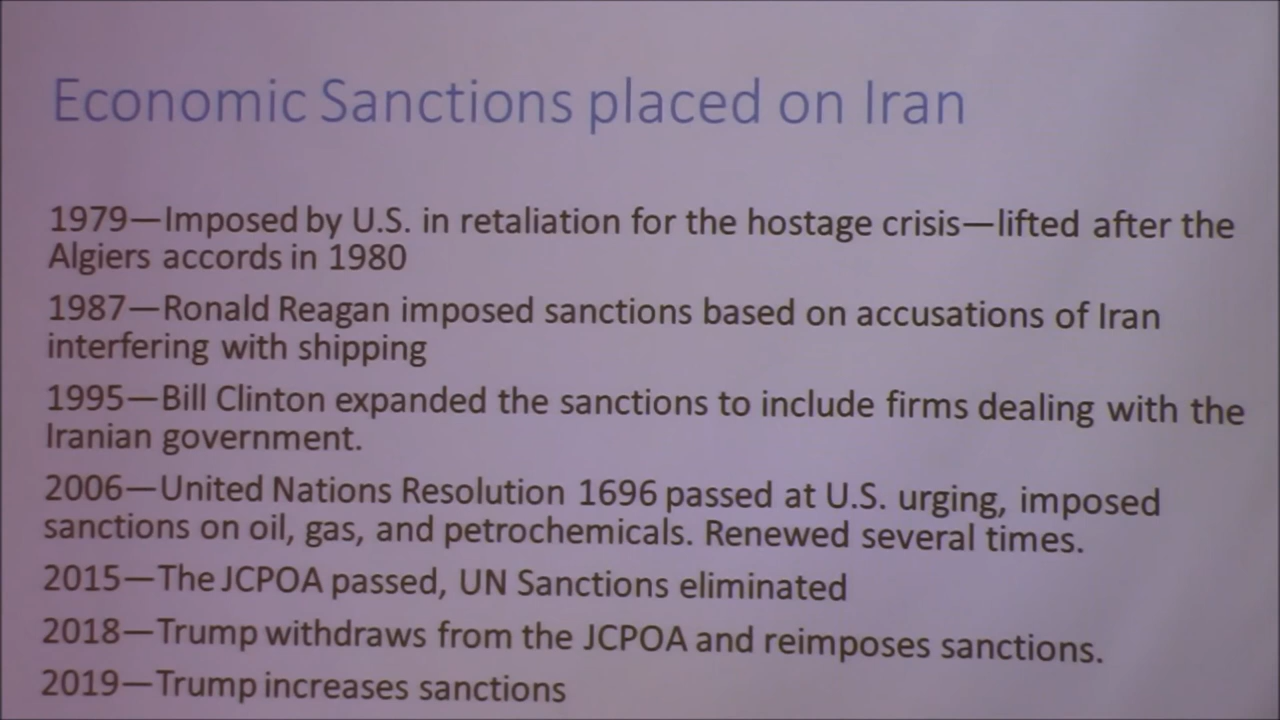 Economic Sanctions placed on Iran
1979—Imposed by U.S. in retaliation for the hostage crisis—lifted after the
Algiers accords in 1980
1987—Ronald Reagan imposed sanctions based on accusations of Iran
interfering with shipping
1995—Bill Clinton expanded the sanctions to include firms dealing with the
Iranian government.
2006—United Nations Resolution 1696 passed at U.S. urging, imposed
sanctions on oil, gas, and petrochemicals. Renewed several times.
2015—The JCPOA passed, UN Sanctions eliminated
2018—Trump withdraws from the JCPOA and reimposes sanctions.
2019—Trump increases sanctions